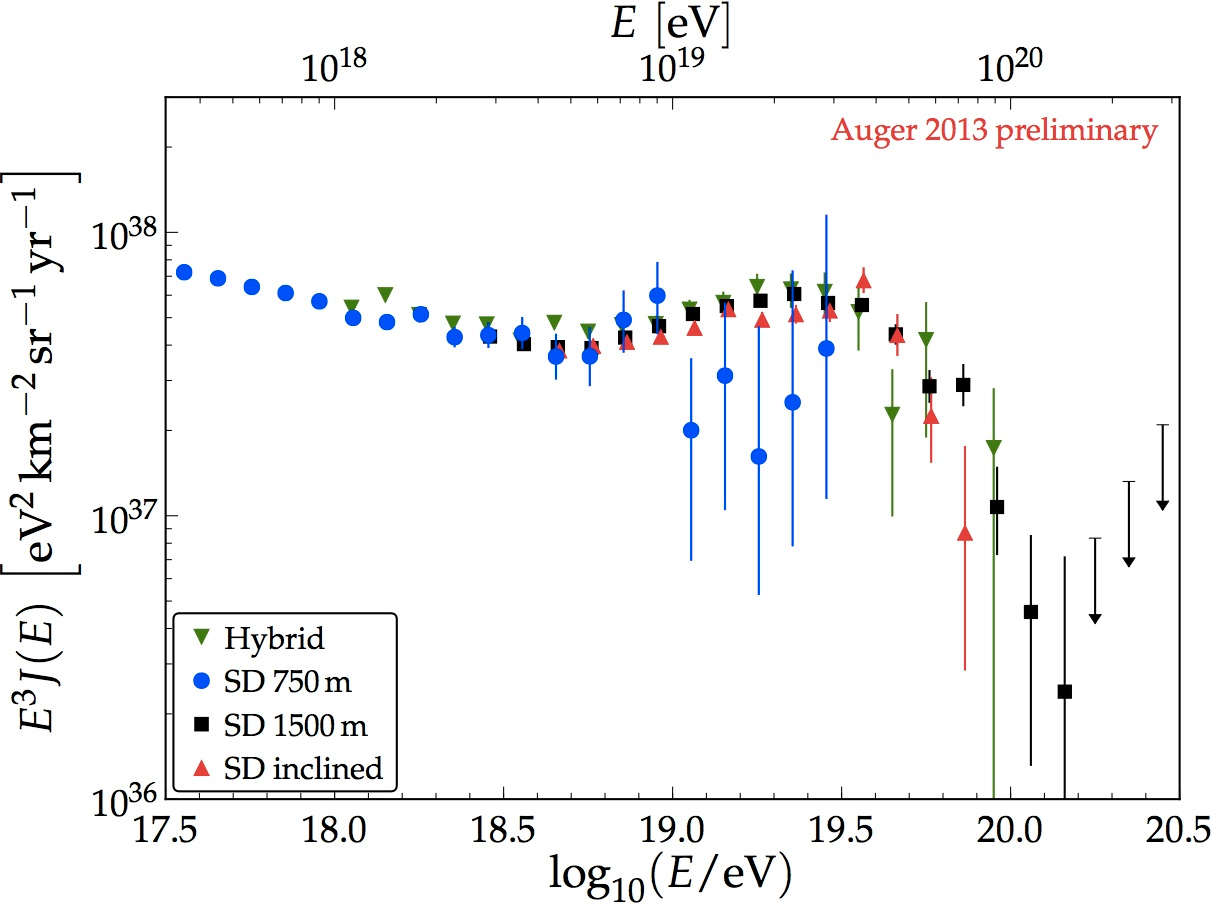 E [eV]
10^18 10^19 10^20
Auger 2013 preliminary
E^3 J(E) [eV^2 km^−2 sr^−1 yr^−1]
10^38
10^37
10^36
Hybrid
SD 750 m
SD 1500 m
SD inclined
17.5 18.0 18.5 19.0 19.5 20.0 20.5
log_10(E/eV)